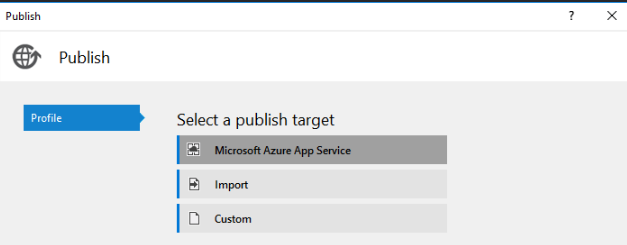 Publish
?
Publish
Profile
Select a publish target
Microsoft Azure App Service
Import
Custom